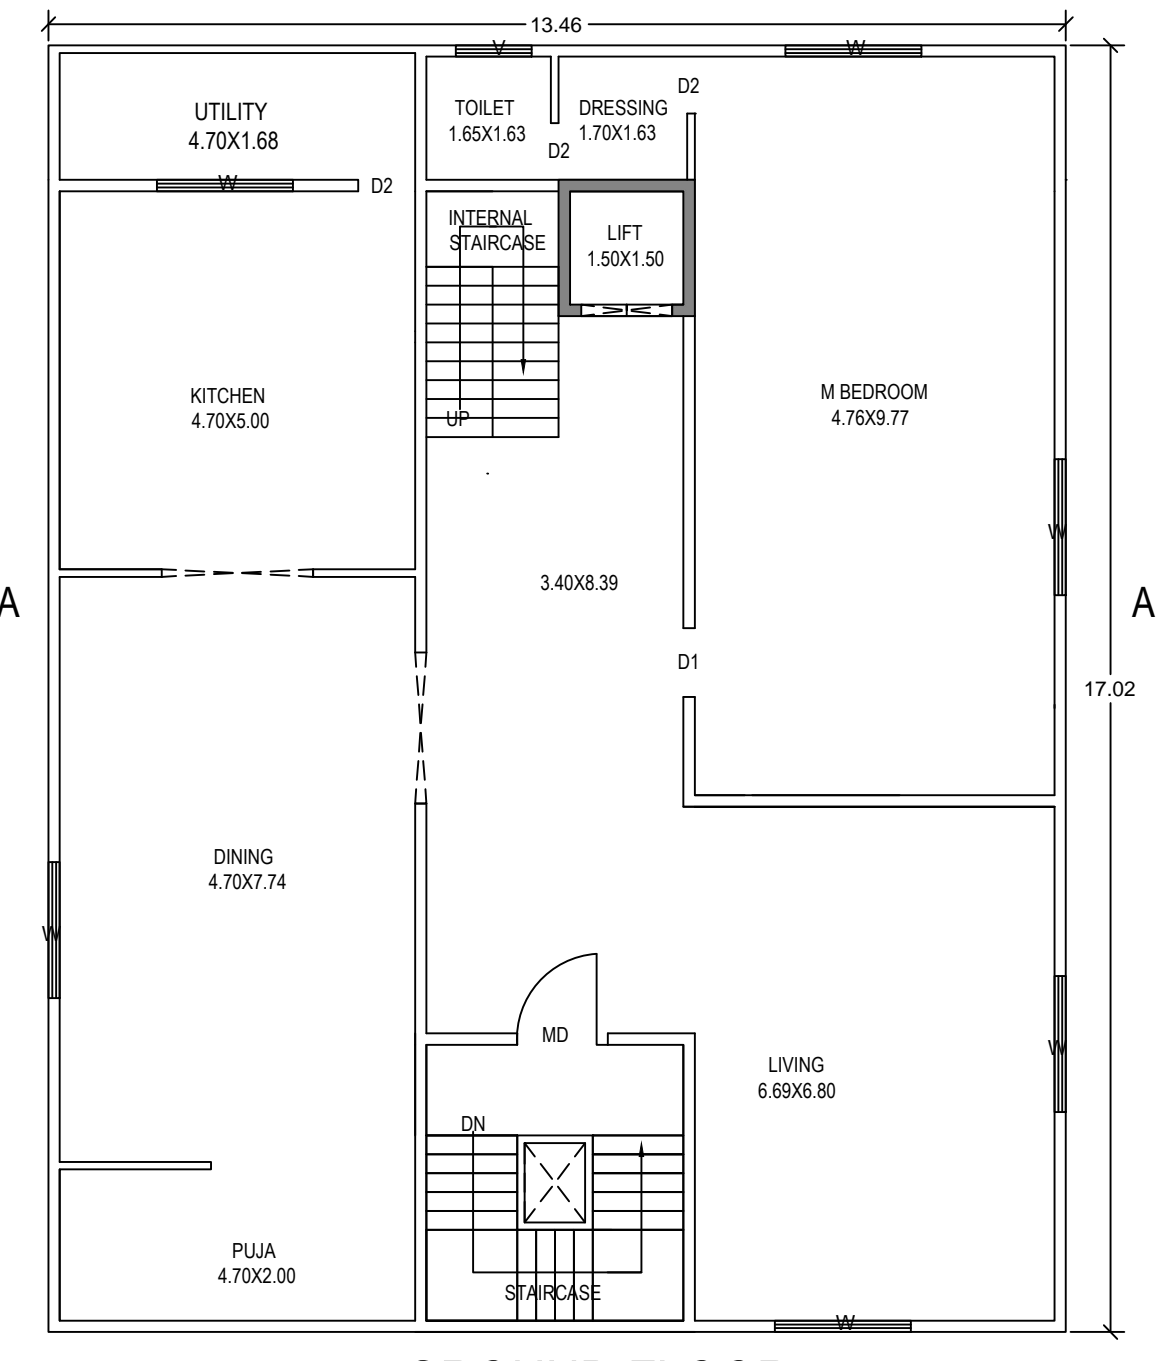 13.46
V
W
UTILITY
4.70X1.68
TOILET
1.65X1.63
DRESSING
1.70X1.63
D2
D2
W
D2
INTERNAL
STAIRCASE
LIFT
1.50X1.50
KITCHEN
4.70X5.00
M BEDROOM
4.76X9.77
UP
W
3.40X8.39
A
A
D1
17.02
DINING
4.70X7.74
W
MD
W
LIVING
6.69X6.80
DN
PUJA
4.70X2.00
STAIRCASE
W